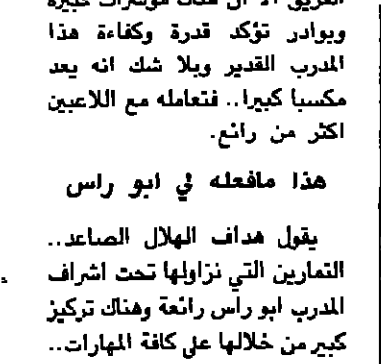 الفريق الا ان هناك مؤشرات كبيرة
وبوادر تؤكد قدرة وكفاءة هذا
المدرب القدير وبلا شك انه يعد
مكسبا كبيرا.. فتعامله مع اللاعبين
اكثر من رائع.
هذا مافعله في ابو راس
يقول هداف الهلال الصاعد..
التمارين التي نزاولها تحت اشراف
المدرب ابو راس رائعة وهناك تركيز
كبير من خلالها على كافة المهارات..